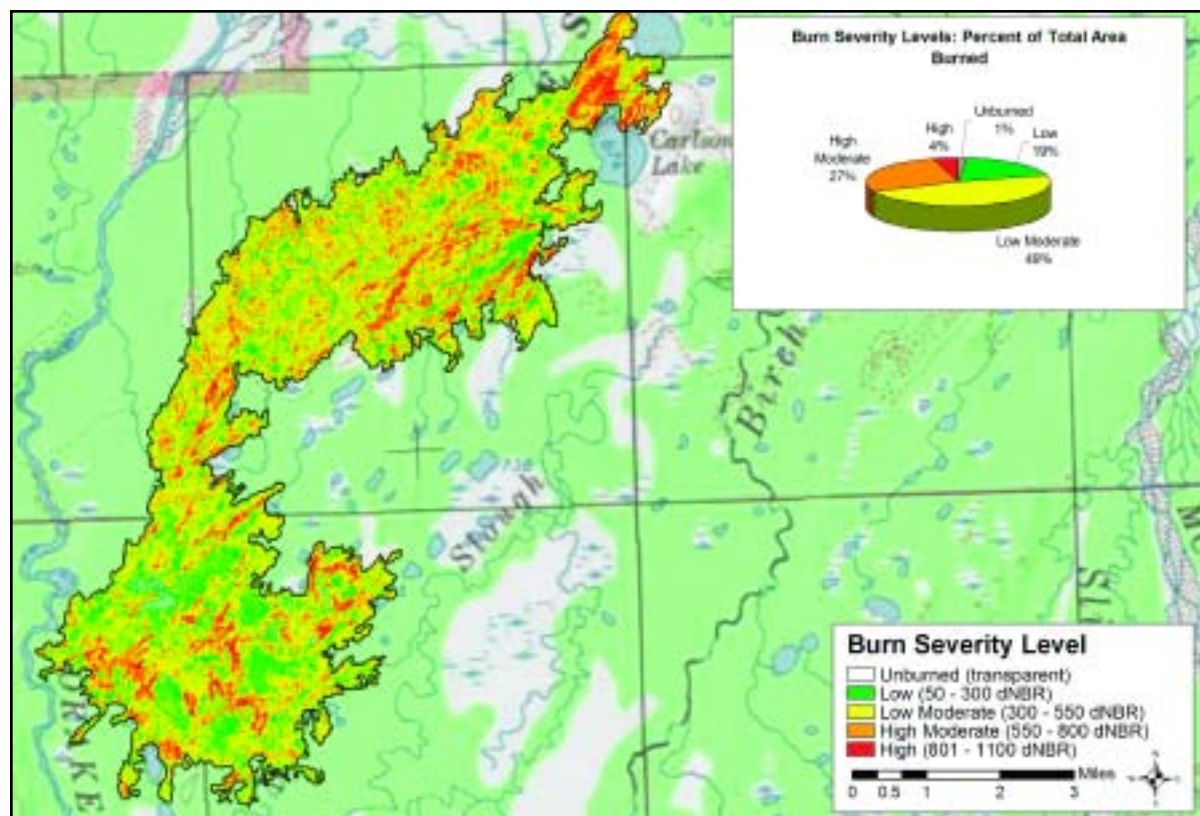 Burn Severity Levels: Percent of Total Area
Burned
Unburned
1%
High
4%
Low
19%
High
Moderate
27%
Low Moderate
49%
Carlson
Lake
Birch
Slough
Burn Severity Level
Unburned (transparent)
Low (50 - 300 dNBR)
Low Moderate (300 - 550 dNBR)
High Moderate (550 - 800 dNBR)
High (801 - 1100 dNBR)
Miles
0 0.5 1 2 3